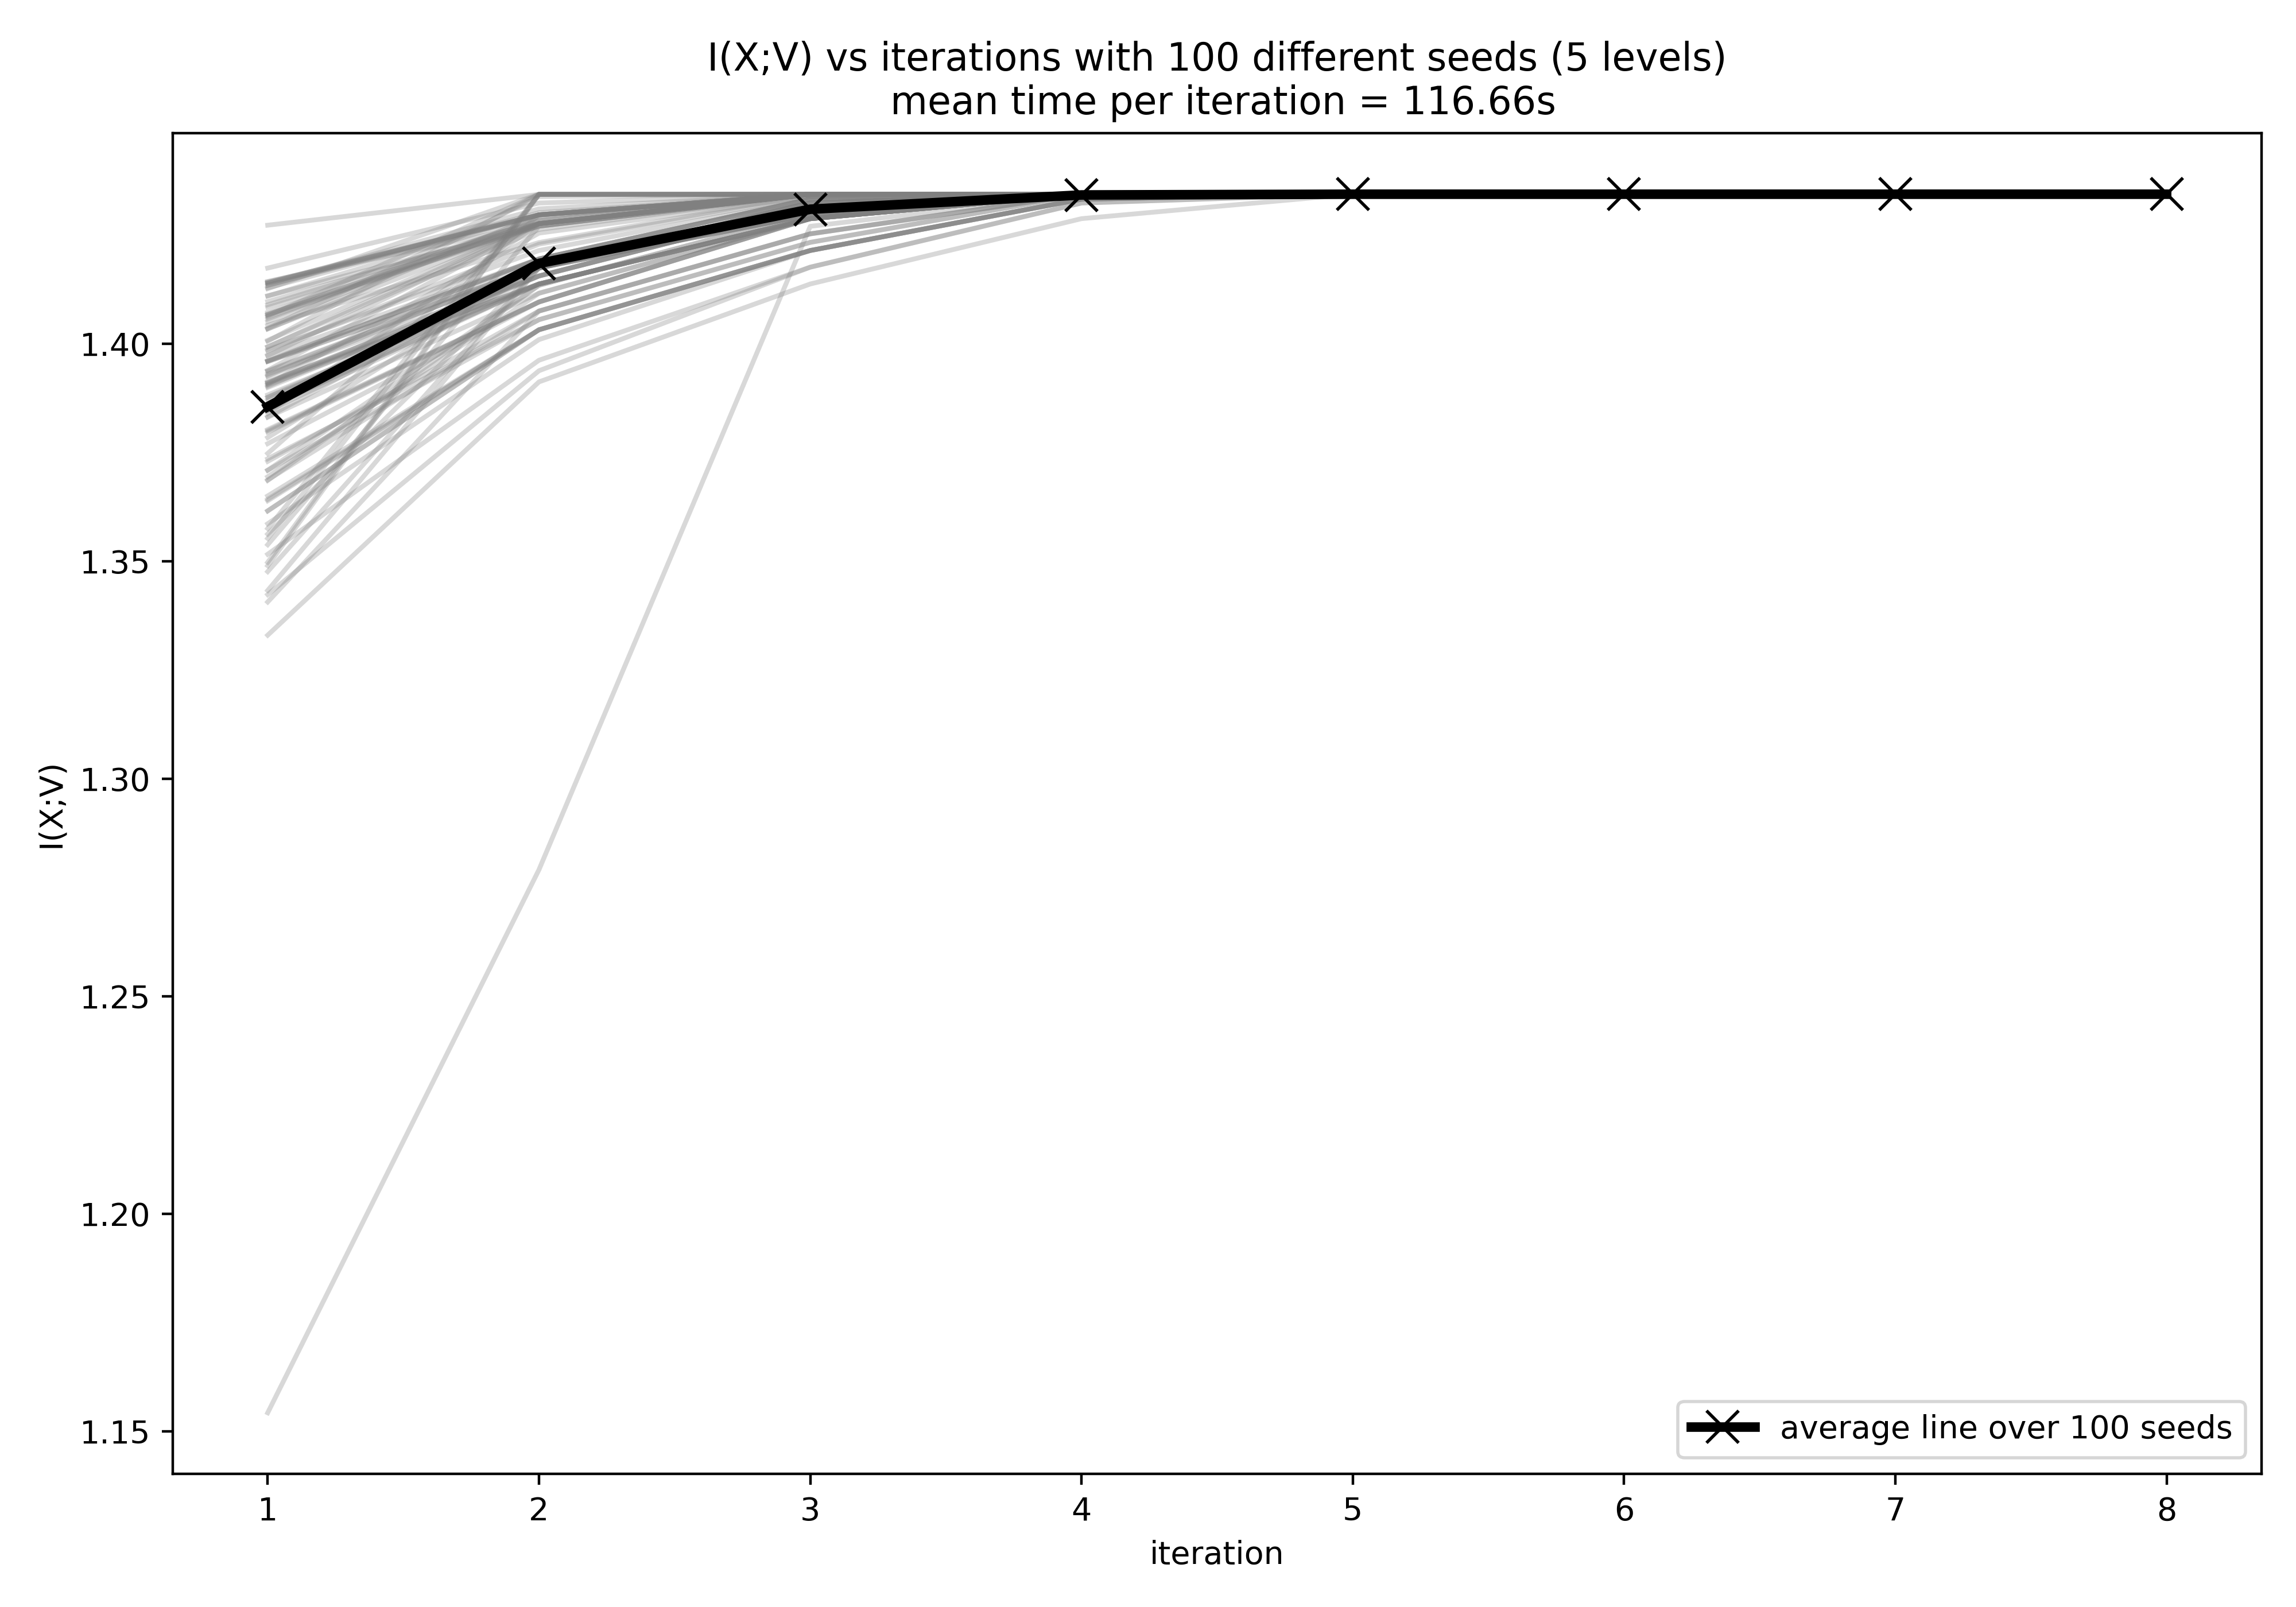 I(X;V) vs iterations with 100 different seeds (5 levels)
mean time per iteration = 116.66s
I(X;V)
1.40
1.35
1.30
1.25
1.20
1.15
1 2 3 4 5 6 7 8
iteration
average line over 100 seeds